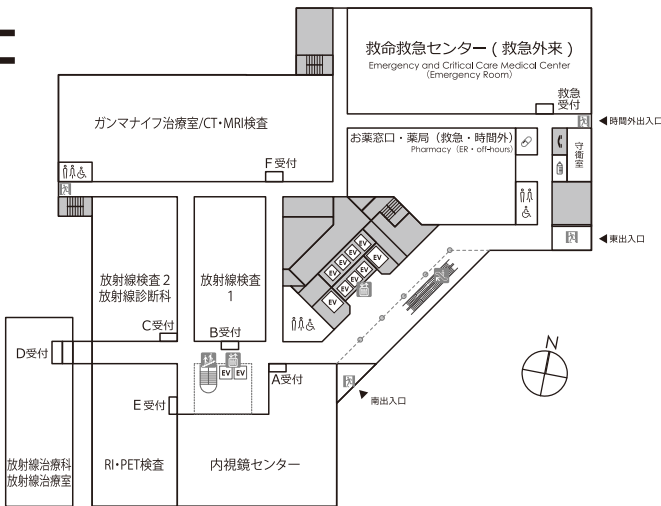 救命救急センター ( 救急外来 )
Emergency and Critical Care Medical Center
(Emergency Room)
救急
受付
時間外出入口
ガンマナイフ治療室/CT・MRI検査
お薬窓口・薬局（救急・時間外）
Pharmacy (ER・off-hours)
守衛室
F 受付
東出入口
EV
EV
EV
EV
EV
EV
EV
EV
放射線検査 2
放射線診断科
放射線検査
1
C受付
B受付
D受付
EV
EV
A受付
N
南出入口
E 受付
放射線治療科
放射線治療室
RI・PET検査
内視鏡センター